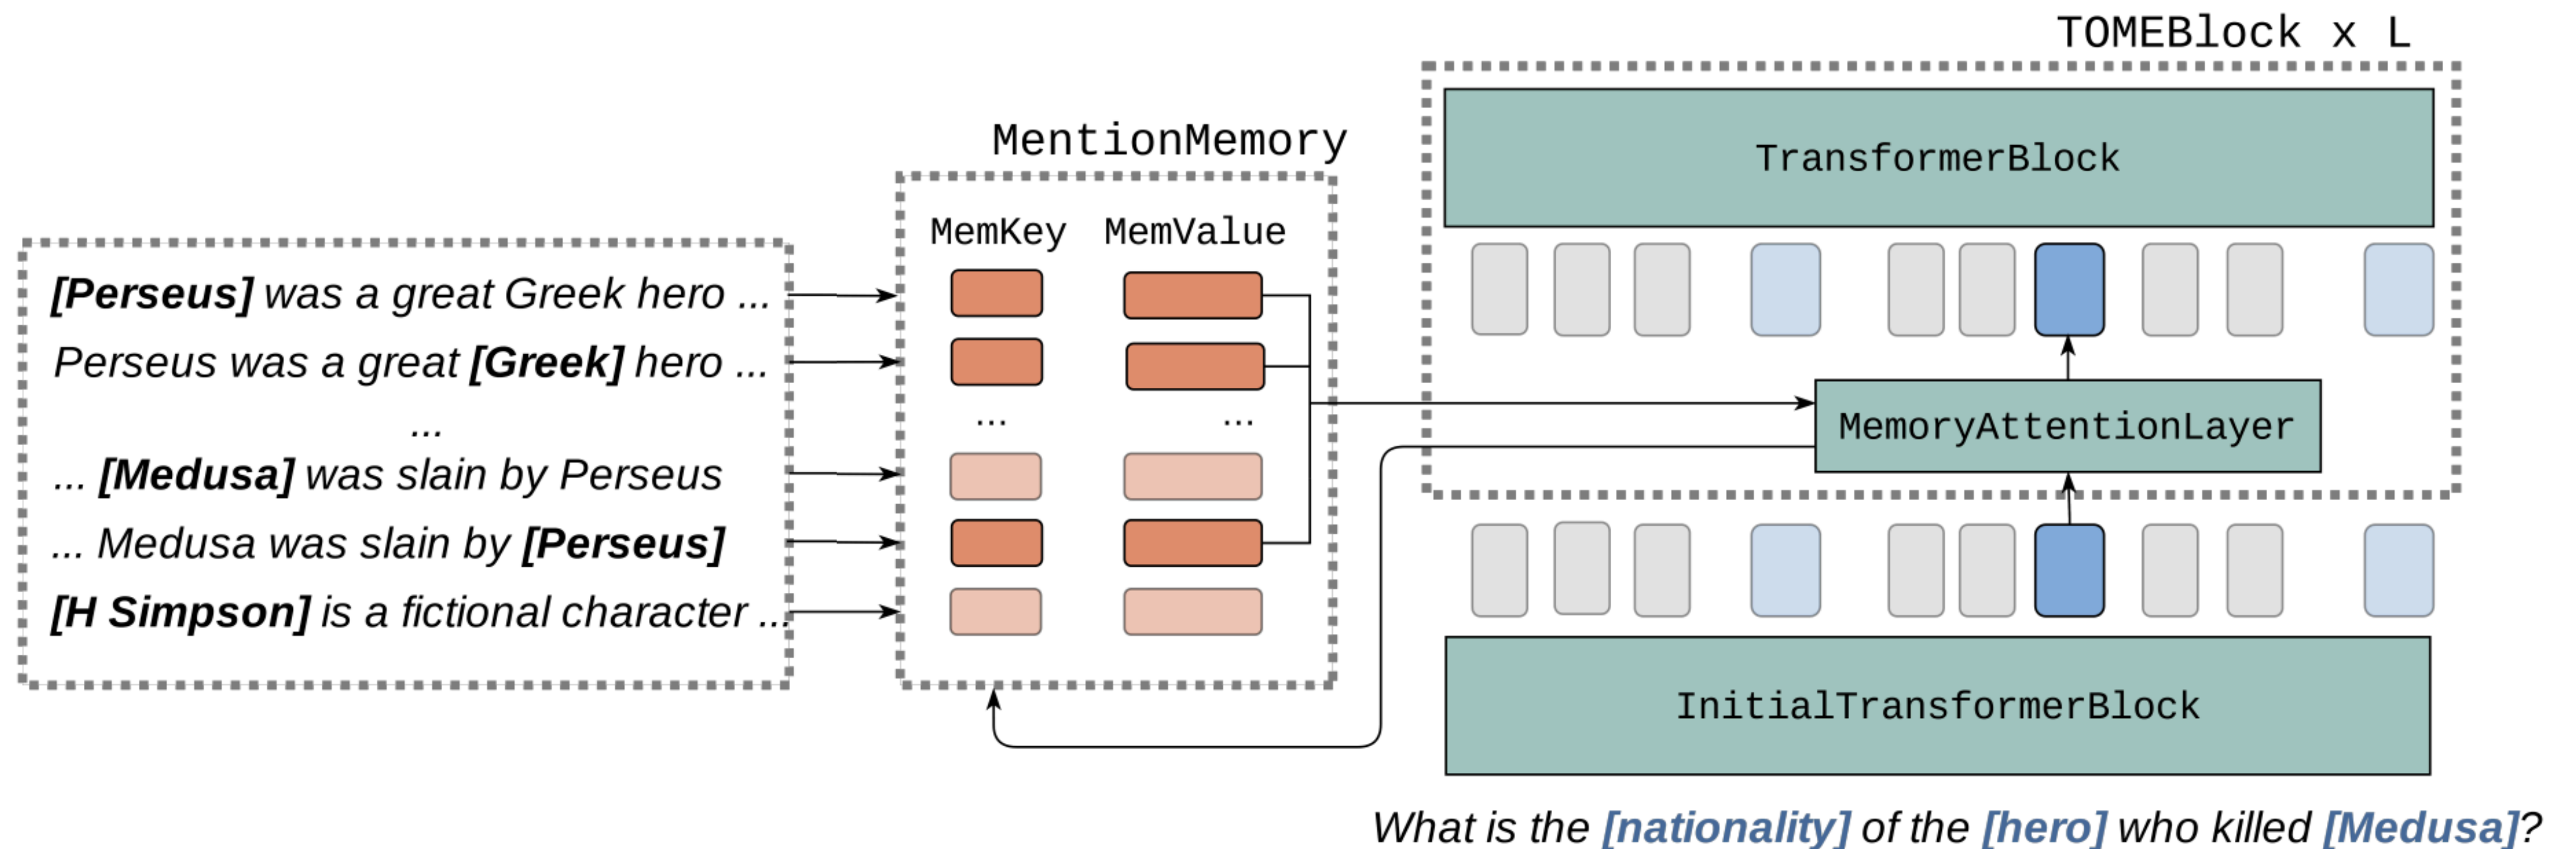 TOMEBlock x L
TransformerBlock
MentionMemory
MemKey MemValue
[Perseus] was a great Greek hero ...
Perseus was a great [Greek] hero ...
...
... [Medusa] was slain by Perseus
... Medusa was slain by [Perseus]
[H Simpson] is a fictional character ...
... ...
MemoryAttentionLayer
InitialTransformerBlock
What is the [nationality] of the [hero] who killed [Medusa]?